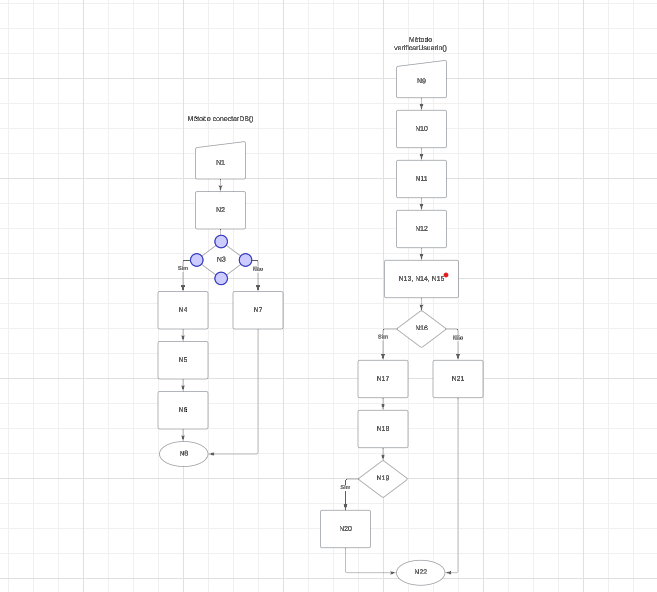 Método
verificarUsuario()
N9
N10
N11
N12
N13, N14, N15
N16
Sim
Não
N17
N21
N18
N19
Sim
N20
N22
Método conectarDB()
N1
N2
N3
Sim
Não
N4
N7
N5
N6
N8